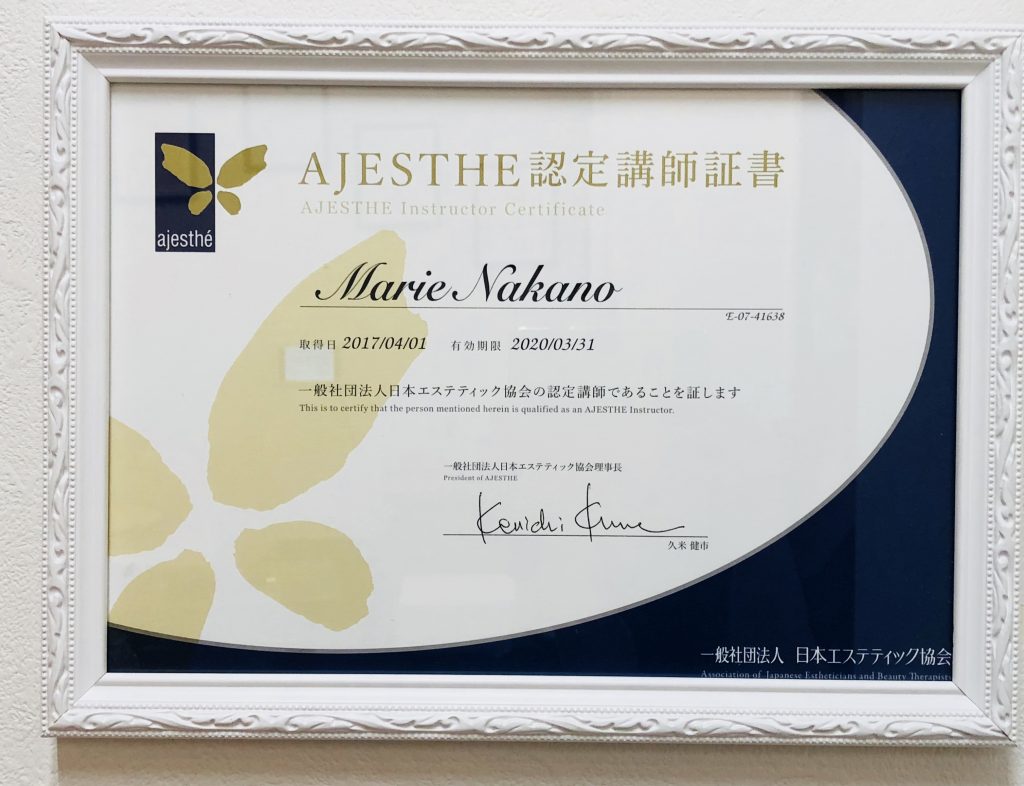 ajesthé
AJESTHE認定講師証書
AJESTHE Instructor Certificate
Marie Nakano
E-07-41638
取得日 2017/04/01 有効期限 2020/03/31
一般社団法人日本エステティック協会の認定講師であることを証します
This is to certify that the person mentioned herein is qualified as an AJESTHE Instructor.
一般社団法人日本エステティック協会理事長
President of AJESTHE
Kenichi Kume
久米 健市
一般社団法人 日本エステティック協会
Association of Japanese Estheticians and Beauty Therapists